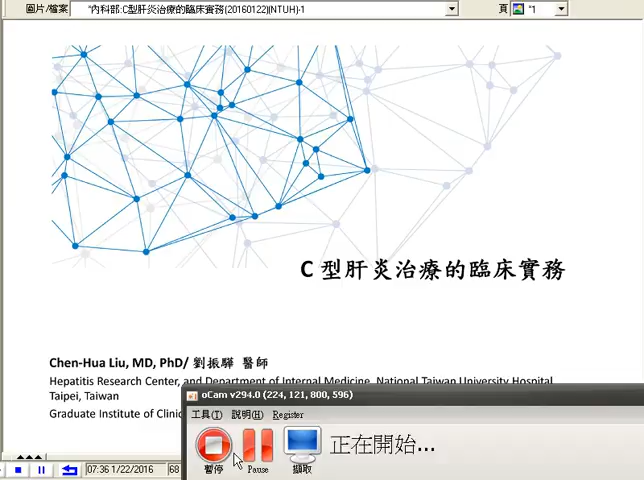 圖片/檔案
"內科部:C型肝炎治療的臨床實務(20160122)(NTUH)-1
頁
"1
C 型肝炎治療的臨床實務
Chen-Hua Liu, MD, PhD/ 劉振驊 醫師
Hepatitis Research Center, and Department of Internal Medicine, National Taiwan University Hospital,
Taipei, Taiwan
Graduate Institute of Clinic
oCam v294.0 (224, 121, 800, 596)
工具(T) 說明(H) Register
正在開始...
暫停 Pause 擷取
07:36 1/22/2016 68